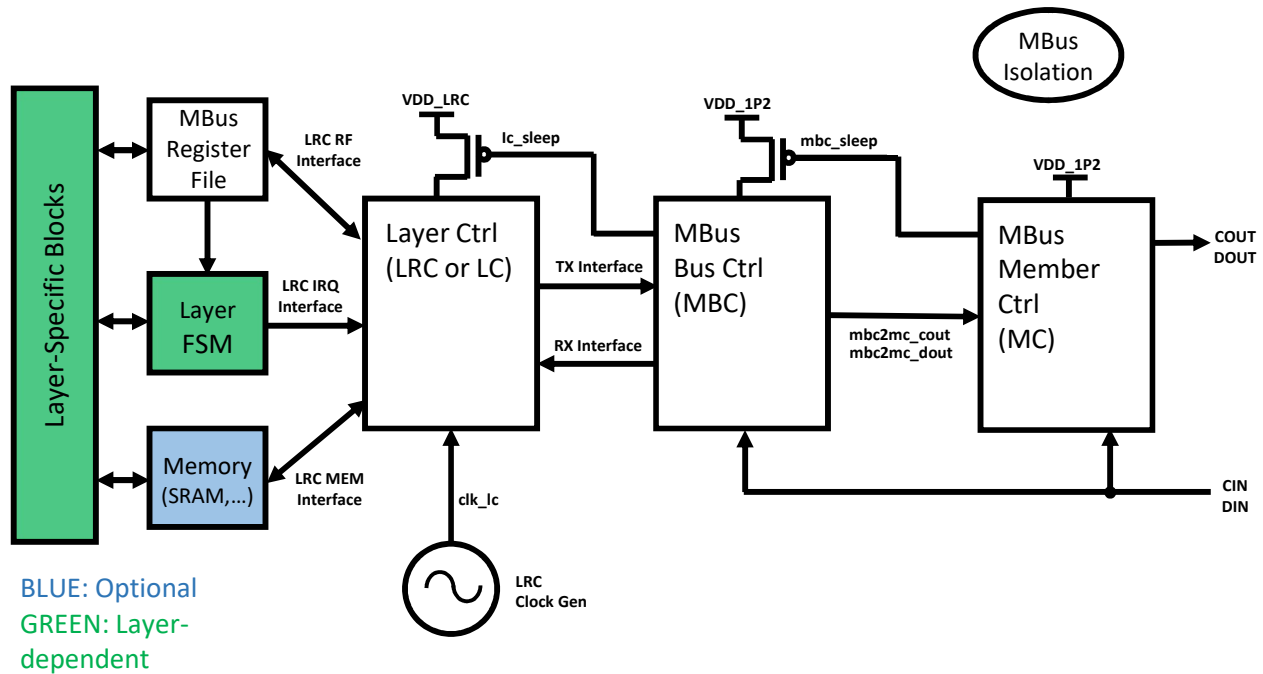 MBus
Isolation
VDD_LRC
VDD_1P2
lc_sleep
mbc_sleep
VDD_1P2
MBus
Register
File
LRC RF
Interface
Layer-Specific Blocks
Layer Ctrl
(LRC or LC)
MBus
Bus Ctrl
(MBC)
MBus
Member
Ctrl
(MC)
COUT
DOUT
TX Interface
LRC IRQ
Interface
Layer
FSM
RX Interface
mbc2mc_cout
mbc2mc_dout
Memory
(SRAM,...)
LRC MEM
Interface
clk_lc
CIN
DIN
LRC
Clock Gen
BLUE: Optional
GREEN: Layer-
dependent